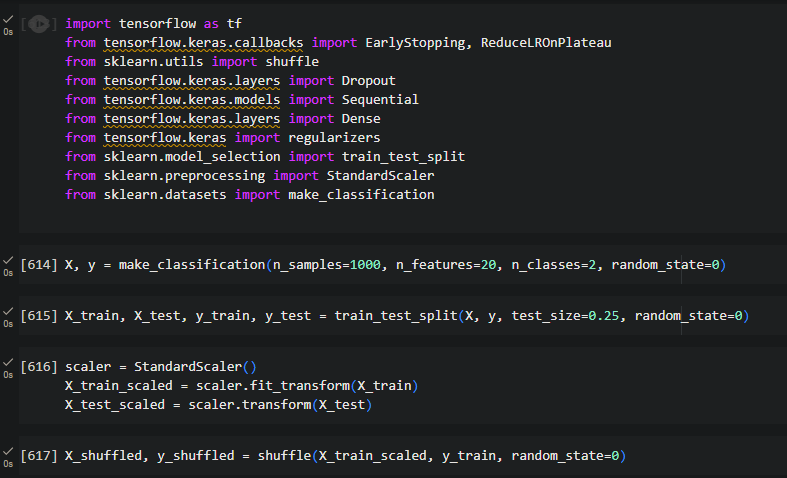 import tensorflow as tf
0s
from tensorflow.keras.callbacks import EarlyStopping, ReduceLROnPlateau
from sklearn.utils import shuffle
from tensorflow.keras.layers import Dropout
from tensorflow.keras.models import Sequential
from tensorflow.keras.layers import Dense
from tensorflow.keras import regularizers
from sklearn.model_selection import train_test_split
from sklearn.preprocessing import StandardScaler
from sklearn.datasets import make_classification
[614] X, y = make_classification(n_samples=1000, n_features=20, n_classes=2, random_state=0)
0s
[615] X_train, X_test, y_train, y_test = train_test_split(X, y, test_size=0.25, random_state=0)
0s
[616] scaler = StandardScaler()
0s
X_train_scaled = scaler.fit_transform(X_train)
X_test_scaled = scaler.transform(X_test)
[617] X_shuffled, y_shuffled = shuffle(X_train_scaled, y_train, random_state=0)
0s